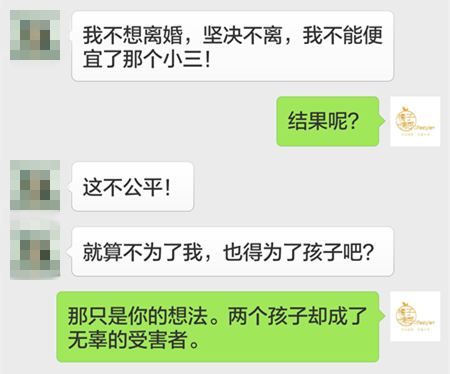 我不想离婚，坚决不离，我不能便
宜了那个小三！
结果呢？
这不公平！
就算不为了我，也得为了孩子吧？
那只是你的想法。两个孩子却成了
无辜的受害者。